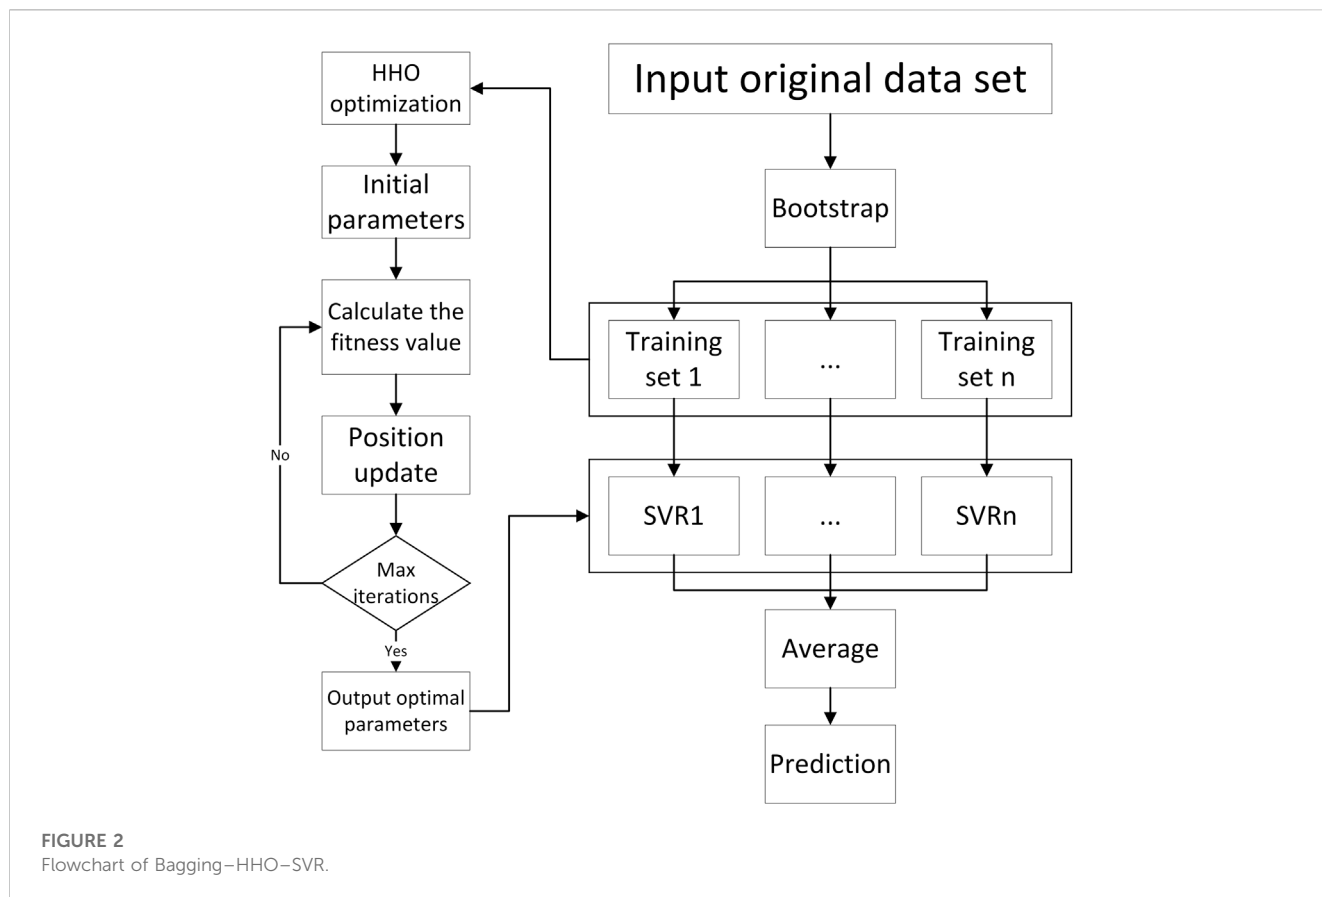 HHO
optimization
Initial
parameters
Calculate the
fitness value
Position
update
No
Max
iterations
Yes
Output optimal
parameters
Input original data set
Bootstrap
Training
set 1
...
Training
set n
SVR1
...
SVRn
Average
Prediction
FIGURE 2
Flowchart of Bagging–HHO–SVR.